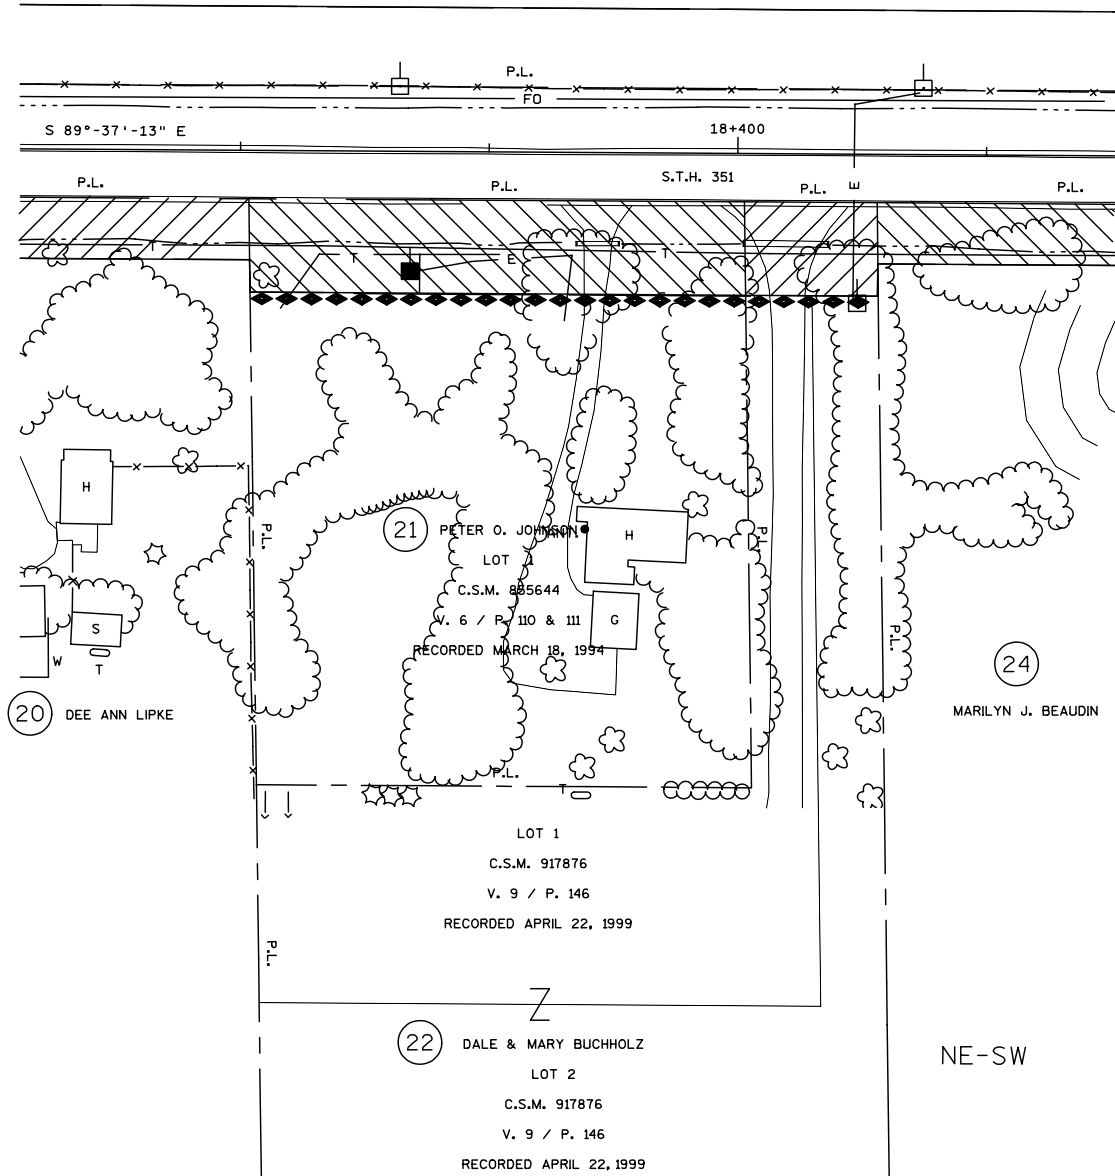 P.L.
FO
S 89°-37'-13" E
18+400
P.L.
P.L.
S.T.H. 351
P.L.
E
P.L.
T
T
E
T
H
P.L.
21
PETER O. JOHNSON
ANT.
H
P.L.
LOT 1
C.S.M. 855644
V. 6 / P. 110 & 111
G
S
RECORDED MARCH 18, 1994
P.L.
W
T
24
20
DEE ANN LIPKE
MARILYN J. BEAUDIN
P.L.
T
LOT 1
C.S.M. 917876
V. 9 / P. 146
RECORDED APRIL 22, 1999
P.L.
Z
22
DALE & MARY BUCHHOLZ
NE-SW
LOT 2
C.S.M. 917876
V. 9 / P. 146
RECORDED APRIL 22, 1999